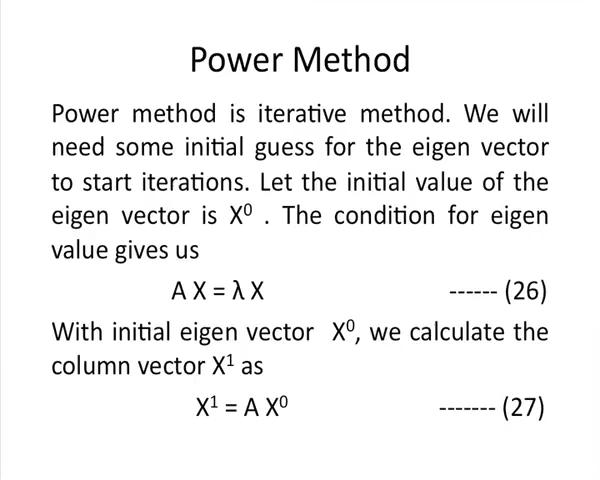 Power Method
Power method is iterative method. We will
need some initial guess for the eigen vector
to start iterations. Let the initial value of the
eigen vector is X⁰ . The condition for eigen
value gives us
A X = λ X ------ (26)
With initial eigen vector X⁰, we calculate the
column vector X¹ as
X¹ = A X⁰ ------- (27)